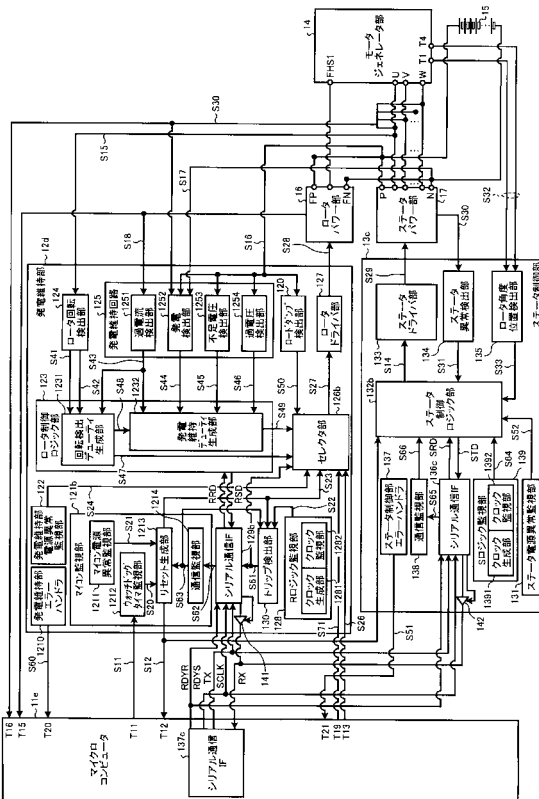 マイクロ
コンピュータ
11e
T16
T15
T20
T11
T12
T21
T19
T13
シリアル通信
IF
137c
RDYR
RDYS
TX
SCLK
RX
S60
S11
S12
S51
S71
S26
発電維持部
エラー
ハンドラ
1210
発電維持部
電源異常
監視部
122
マイコン監視部
121b
マイコン電源
異常監視部
1211
1213
ウォッチドッグ
タイマ監視部
1212
S20
S21
S24
リセット生成部
S63
通信監視部
1214
S62
シリアル通信IF
129b
RRD
RSD
S61
トリップ検出部
130
S22
S23
Rロジック監視部
128
クロック
生成部
クロック
監視部
1281
1282
141
発電維持部
12d
ロータ回転
検出部
124
S41
S42
S43
発電維持回路
125
過電流
検出部
1251
発電
検出部
1252
不足電圧
検出部
1253
過電圧
検出部
1254
ロードダンプ
検出部
120
ロータ制御
ロジック部
123
回転検出
デューティ
生成部
1231
発電
維持
デューティ
生成部
1232
S44
S45
S46
S47
S48
S49
S50
S27
セレクタ部
126b
ロータ
ドライバ部
127
S28
S15
S30
S18
S17
S16
ロータ
パワー部
16
FP
FN
モータ
ジェネレータ部
14
FHS1
U
V
W
T1
T4
15
ステータ
パワー部
17
P
N
S30
S32
13c
ステータ制御部
ステータ
ドライバ部
133
S29
S14
ステータ
異常検出部
134
S31
ロータ角度
位置検出部
135
S33
ステータ
制御
ロジック部
132b
ステータ制御部
エラーハンドラ
137
通信監視部
138
S66
S65
シリアル通信IF
136c
SRD
STD
Sロジック監視部
139
クロック
生成部
クロック
監視部
1391
1392
S64
S52
ステータ電源異常監視部
131
142